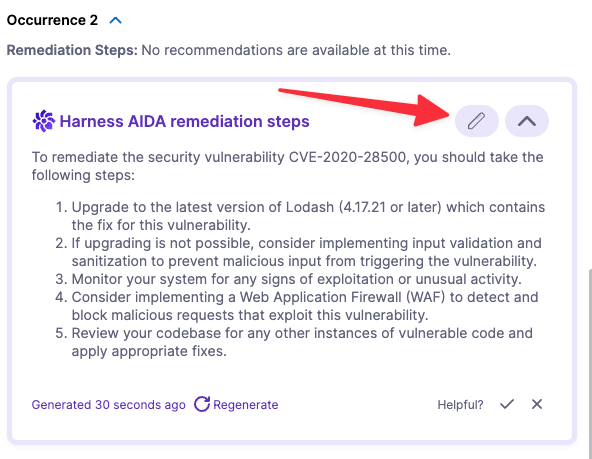 Occurrence 2
Remediation Steps: No recommendations are available at this time.
Harness AIDA remediation steps
To remediate the security vulnerability CVE-2020-28500, you should take the
following steps:
1. Upgrade to the latest version of Lodash (4.17.21 or later) which contains
the fix for this vulnerability.
2. If upgrading is not possible, consider implementing input validation and
sanitization to prevent malicious input from triggering the vulnerability.
3. Monitor your system for any signs of exploitation or unusual activity.
4. Consider implementing a Web Application Firewall (WAF) to detect and
block malicious requests that exploit this vulnerability.
5. Review your codebase for any other instances of vulnerable code and
apply appropriate fixes.
Generated 30 seconds ago Regenerate Helpful?